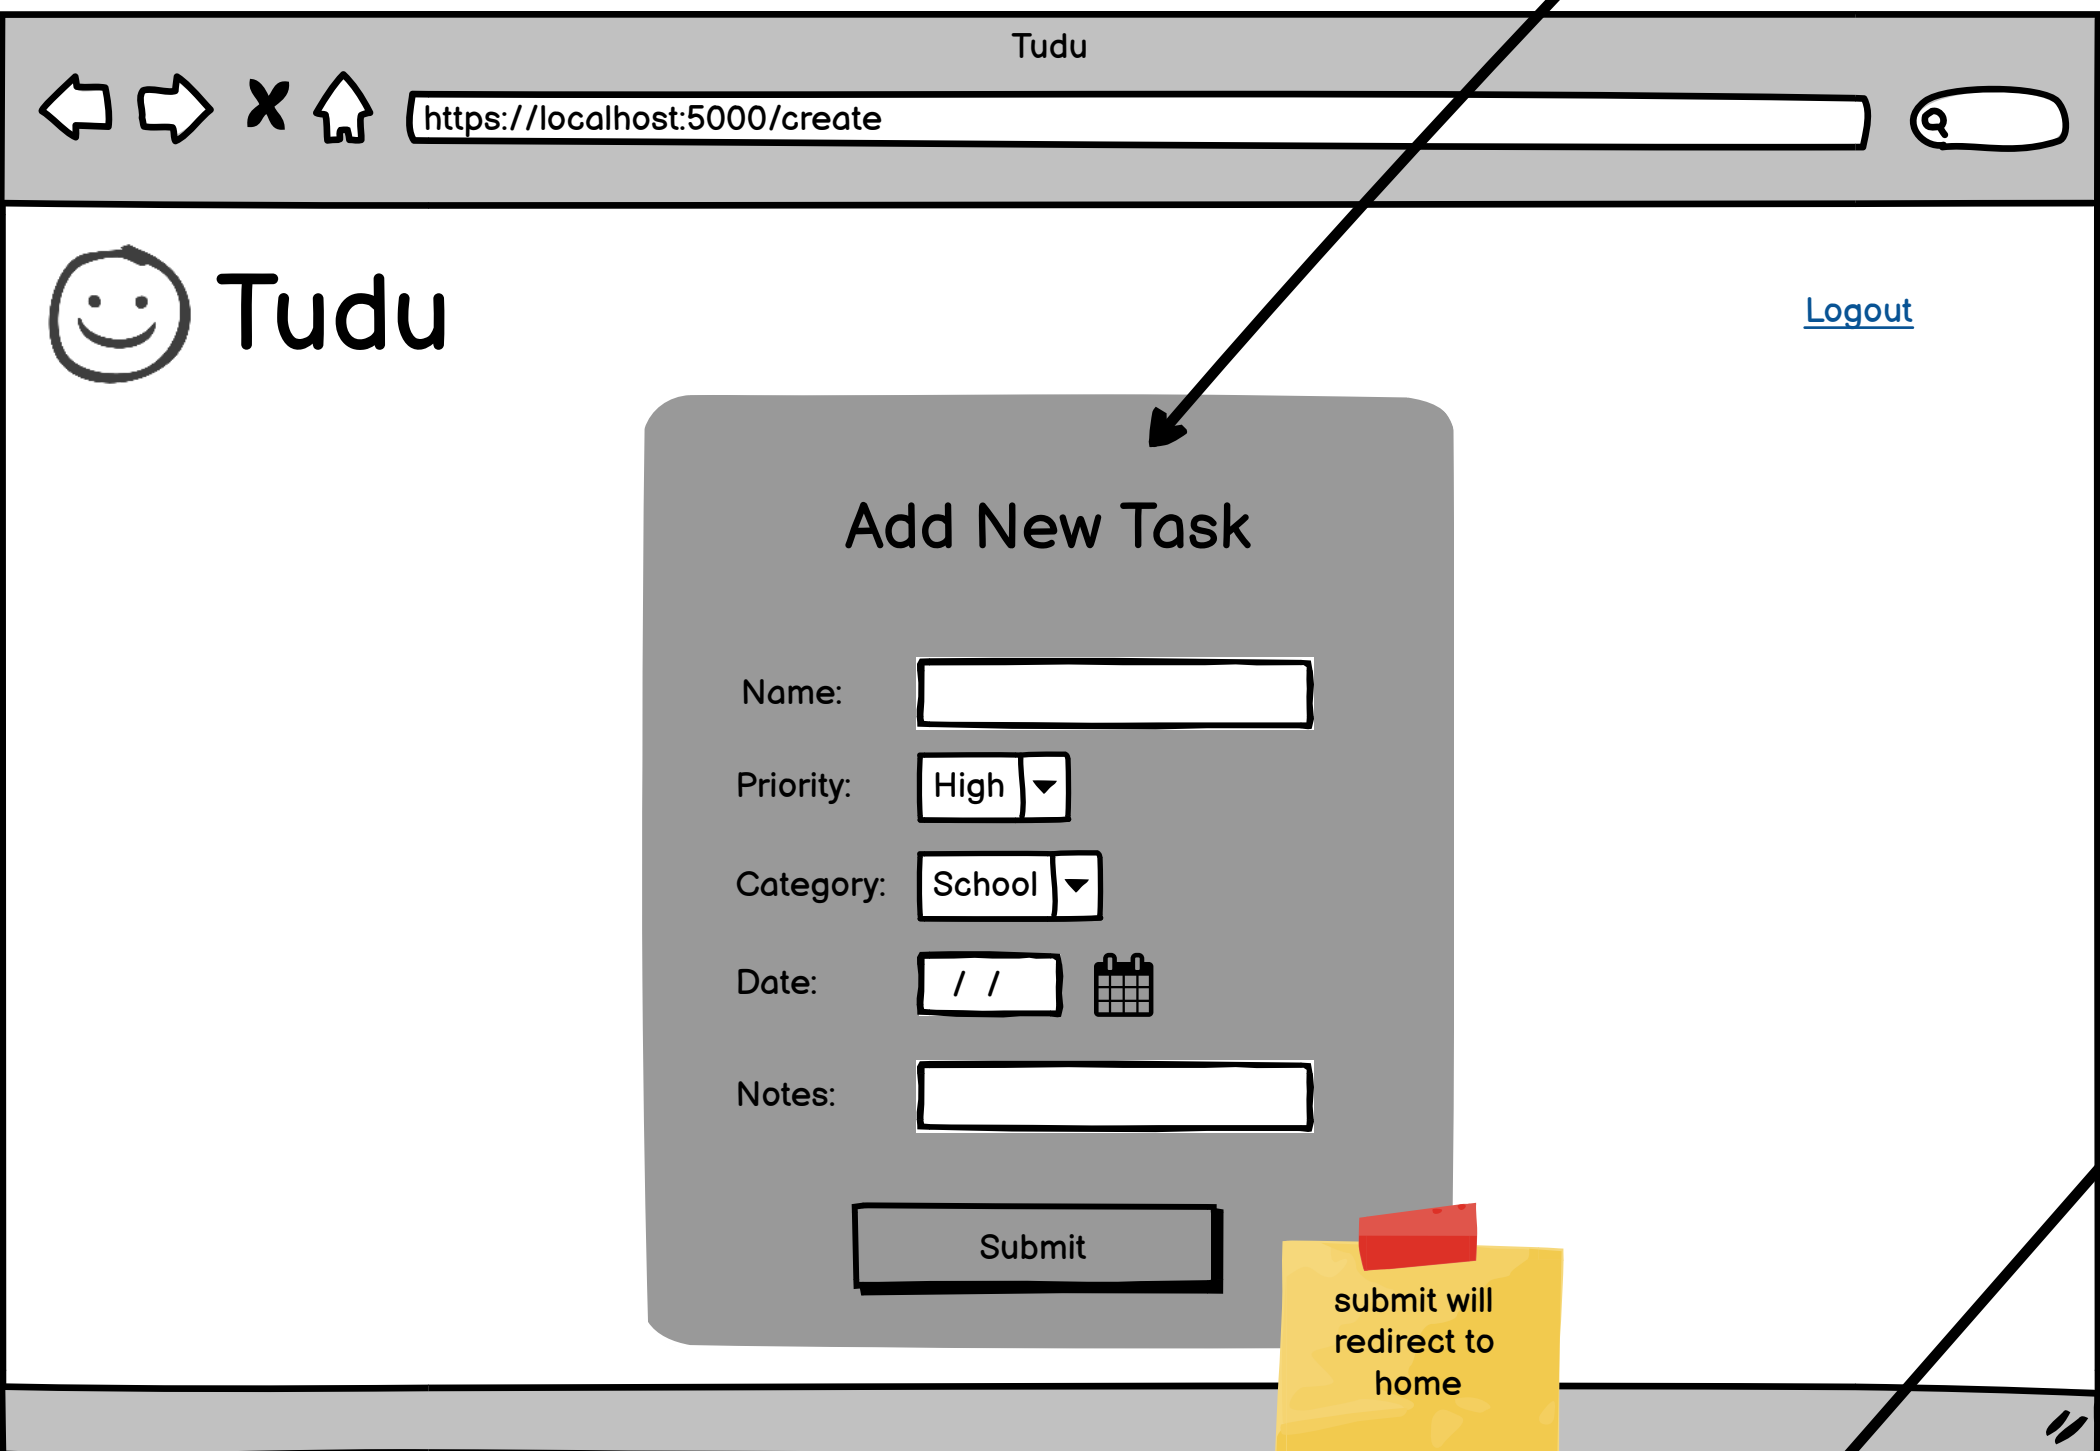 Tudu
https://localhost:5000/create
Tudu
Logout
Add New Task
Name:
Priority: High
Category: School
Date: / /
Notes:
Submit
submit will
redirect to
home